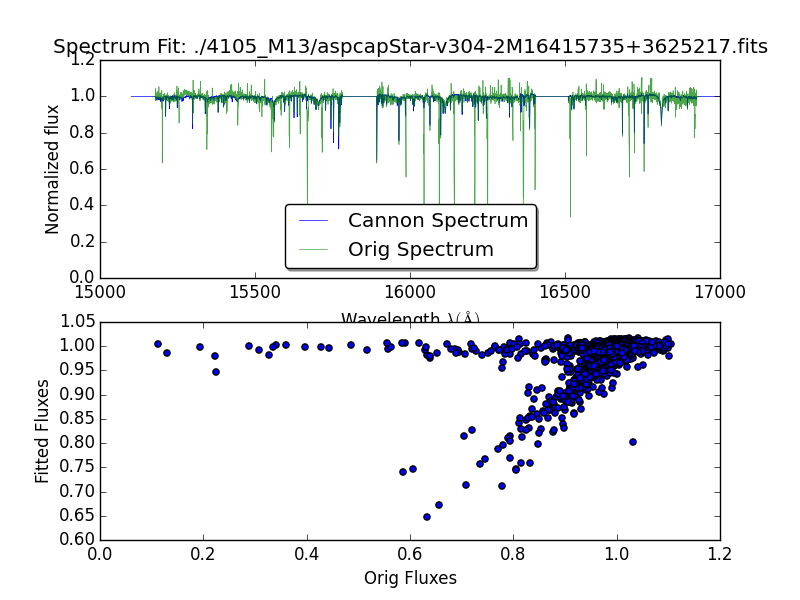 Spectrum Fit: ./4105_M13/aspcapStar-v304-2M16415735+3625217.fits
1.2
1.0
0.8
0.6
0.4
0.2
0.0
Normalized flux
Cannon Spectrum
Orig Spectrum
15000 15500 16000 16500 17000
Wavelength λ(Å)
1.05
1.00
0.95
0.90
0.85
0.80
0.75
0.70
0.65
0.60
Fitted Fluxes
0.0 0.2 0.4 0.6 0.8 1.0 1.2
Orig Fluxes